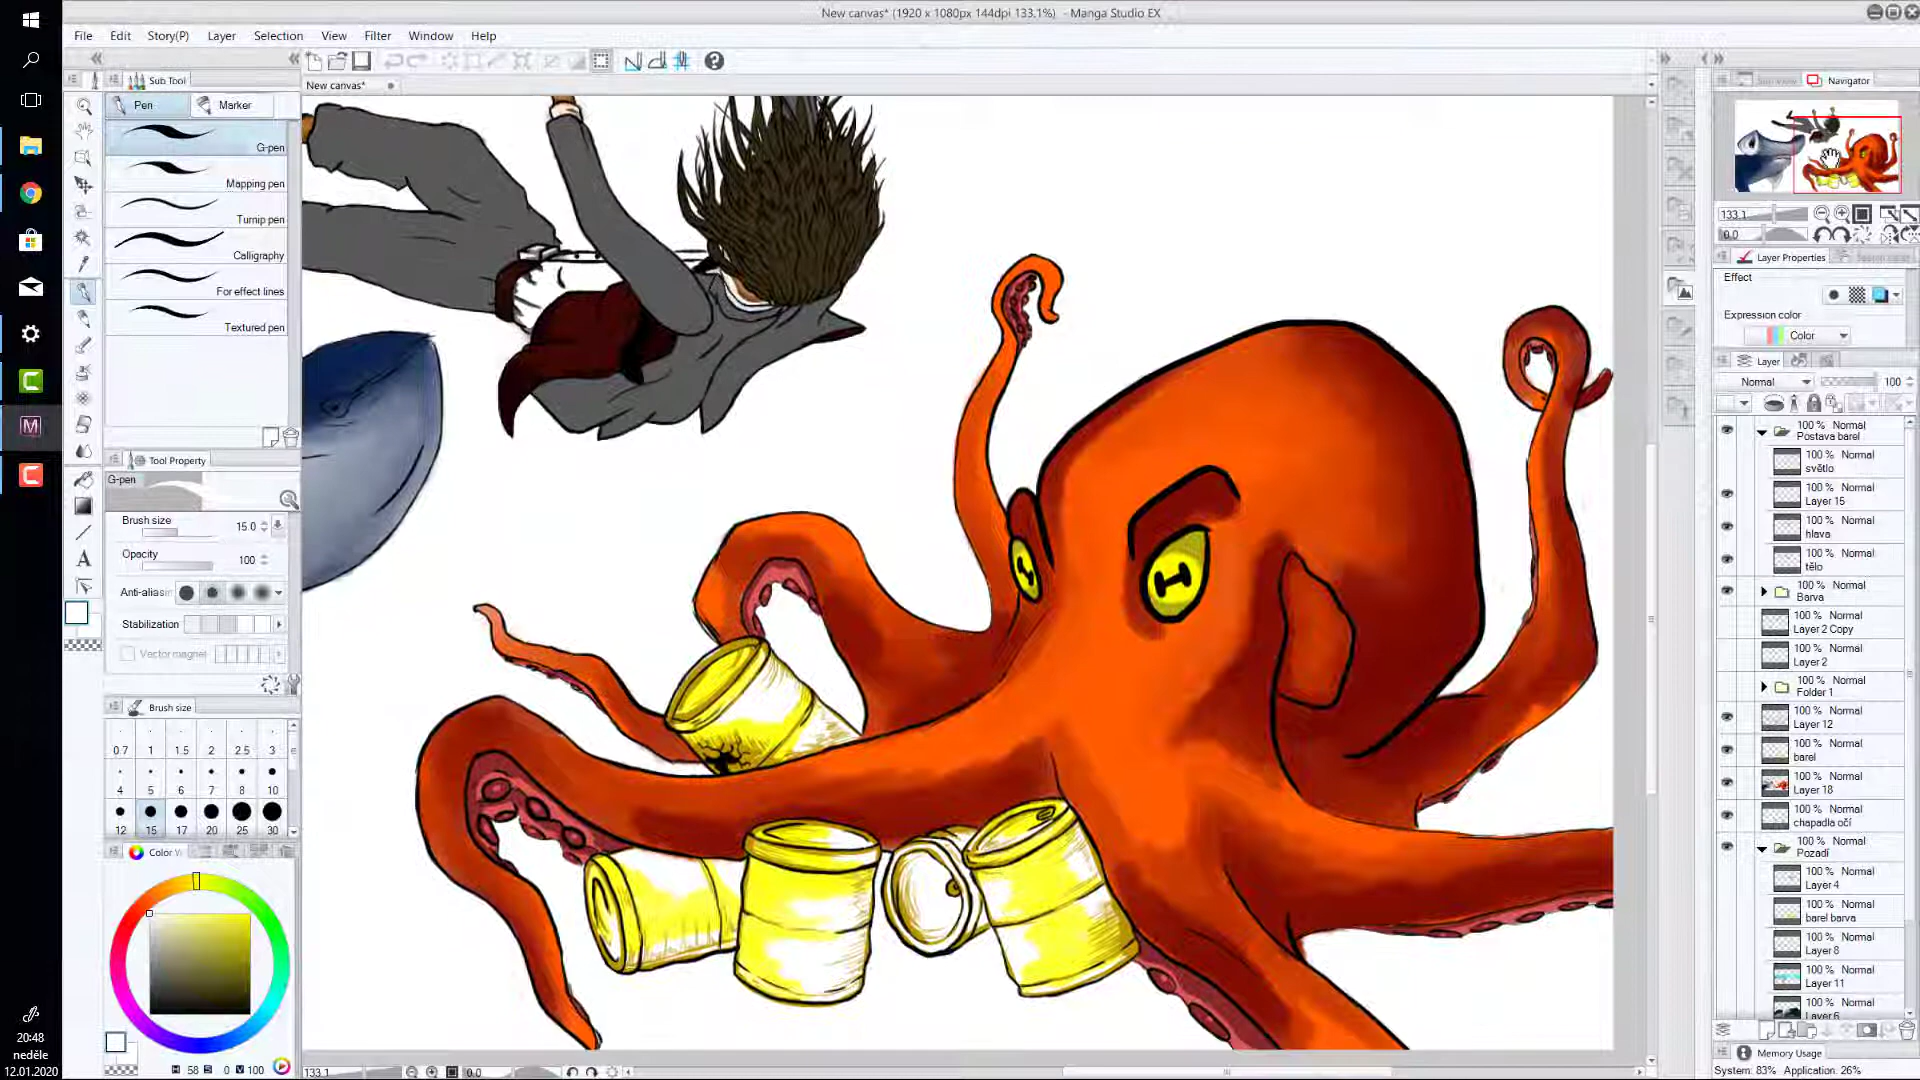 New canvas* (1920 x 1080px 144dpi 133.1%) - Manga Studio EX
File Edit Story(P) Layer Selection View Filter Window Help
Sub Tool
New canvas*
Navigator
Pen Marker
G-pen
Mapping pen
Turnip pen
Calligraphy
For effect lines
Textured pen
Tool Property
G-pen
Brush size 15.0
Opacity 100
Anti-aliasin
Stabilization
Vector magnet
Brush size
0.7 1 1.5 2 2.5 3
4 5 6 7 8 10
12 15 17 20 25 30
Color W
H 58 S 0 V 100
133.1 0.0
133.1
0.0
Layer Properties
Effect
Expression color
Color
Layer
Normal 100
100 % Normal
Postava barel
100 % Normal
světlo
100 % Normal
Layer 15
100 % Normal
hlava
100 % Normal
tělo
100 % Normal
Barva
100 % Normal
Layer 2 Copy
100 % Normal
Layer 2
100 % Normal
Folder 1
100 % Normal
Layer 12
100 % Normal
barel
100 % Normal
Layer 18
100 % Normal
chapadla očí
100 % Normal
Pozadí
100 % Normal
Layer 4
100 % Normal
barel barva
100 % Normal
Layer 8
100 % Normal
Layer 11
100 % Normal
Layer 6
Memory Usage
System: 83% Application: 26%
20:48
neděle
12.01.2020